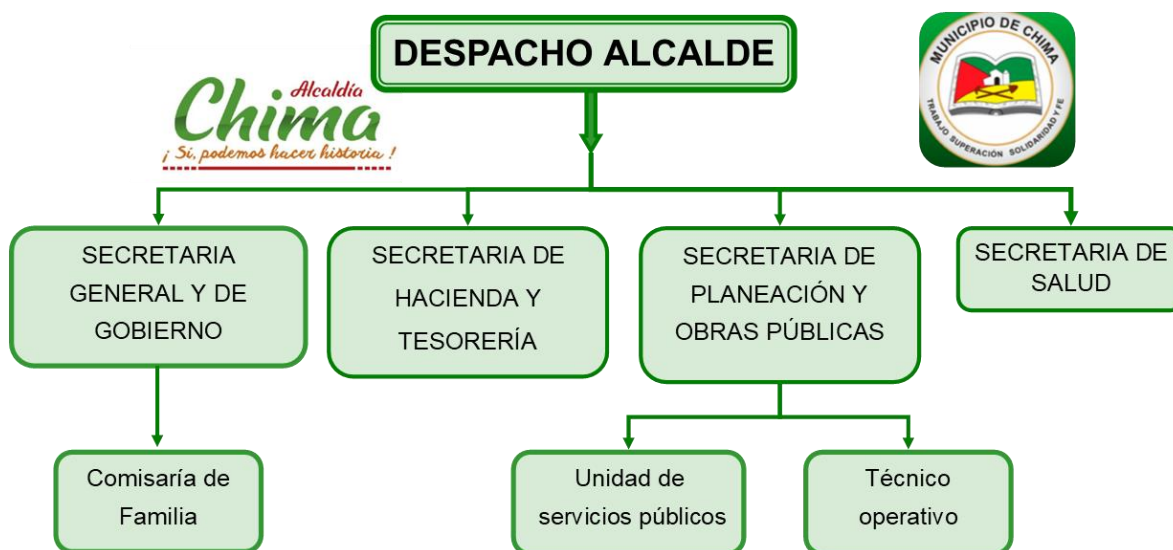 DESPACHO ALCALDE
MUNICIPIO DE CHIMA
TRABAJO SUPERACIÓN SOLIDARIDAD Y FE
Alcaldía
Chima
¡ Si, podemos hacer historia !
SECRETARIA
GENERAL Y DE
GOBIERNO
SECRETARIA DE
HACIENDA Y
TESORERÍA
SECRETARIA DE
PLANEACIÓN Y
OBRAS PÚBLICAS
SECRETARIA DE
SALUD
Comisaría de
Familia
Unidad de
servicios públicos
Técnico
operativo